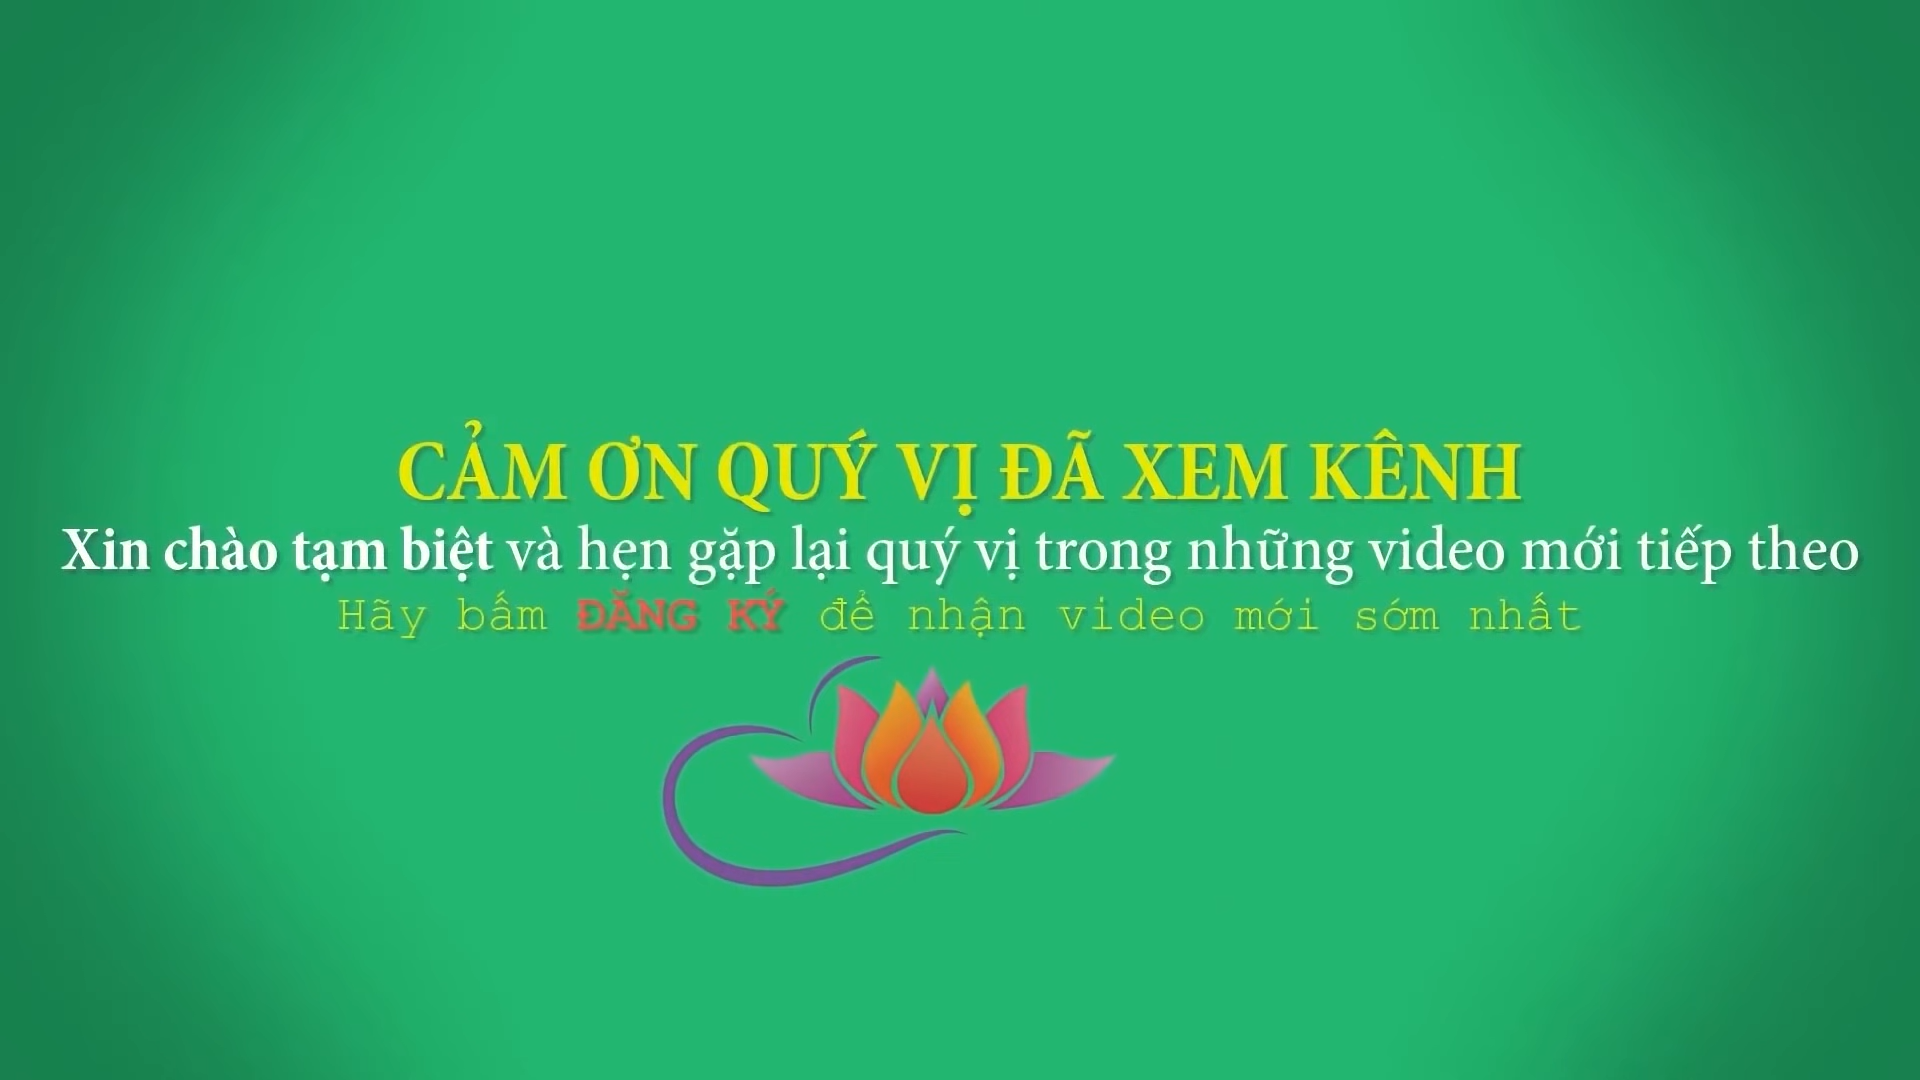 CẢM ƠN QUÝ VỊ ĐÃ XEM KÊNH
Xin chào tạm biệt và hẹn gặp lại quý vị trong những video mới tiếp theo
Hãy bấm ĐĂNG KÝ để nhận video mới sớm nhất